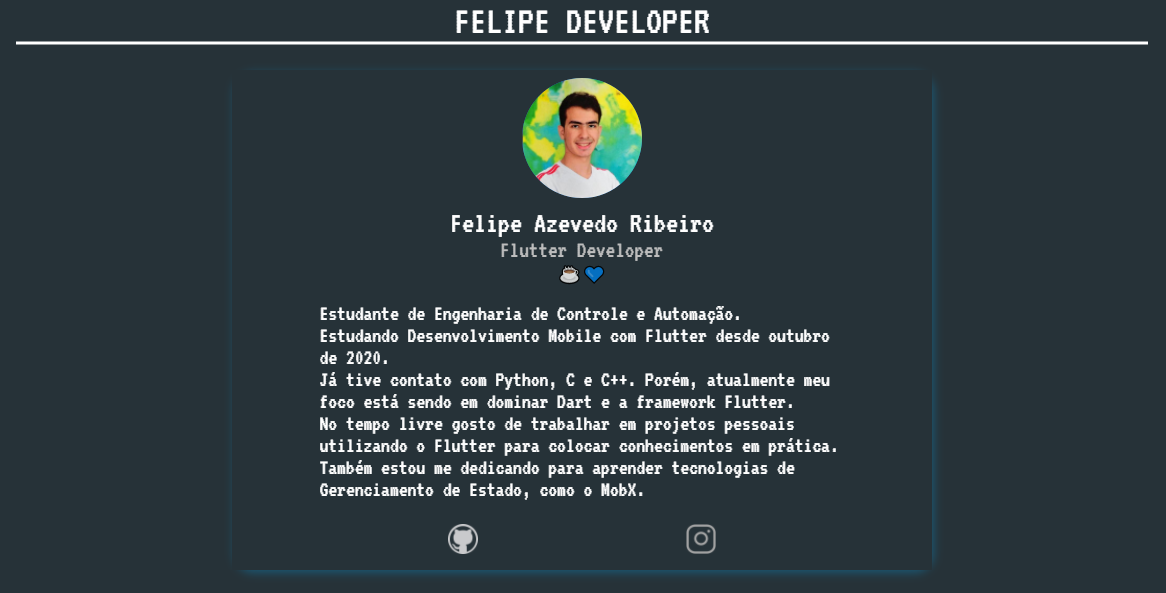 FELIPE DEVELOPER
Felipe Azevedo Ribeiro
Flutter Developer
Estudante de Engenharia de Controle e Automação.
Estudando Desenvolvimento Mobile com Flutter desde outubro
de 2020.
Já tive contato com Python, C e C++. Porém, atualmente meu
foco está sendo em dominar Dart e a framework Flutter.
No tempo livre gosto de trabalhar em projetos pessoais
utilizando o Flutter para colocar conhecimentos em prática.
Também estou me dedicando para aprender tecnologias de
Gerenciamento de Estado, como o MobX.